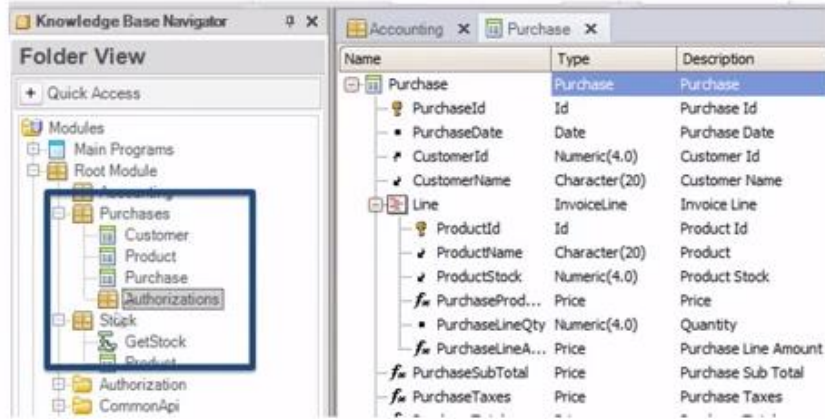 Knowledge Base Navigator
Folder View
+ Quick Access
Modules
Main Programs
Root Module
Accounting
Purchases
Customer
Product
Purchase
Authorizations
Stock
GetStock
Product
Authorization
CommonApi
Accounting Purchase
Name Type Description
Purchase Purchase Purchase
PurchaseId Id Purchase Id
PurchaseDate Date Purchase Date
CustomerId Numeric(4.0) Customer Id
CustomerName Character(20) Customer Name
Line InvoiceLine Invoice Line
ProductId Id Product Id
ProductName Character(20) Product
ProductStock Numeric(4.0) Product Stock
PurchaseProd... Price Price
PurchaseLineQty Numeric(4.0) Quantity
PurchaseLineA... Price Purchase Line Amount
PurchaseSubTotal Price Purchase Sub Total
PurchaseTaxes Price Purchase Taxes